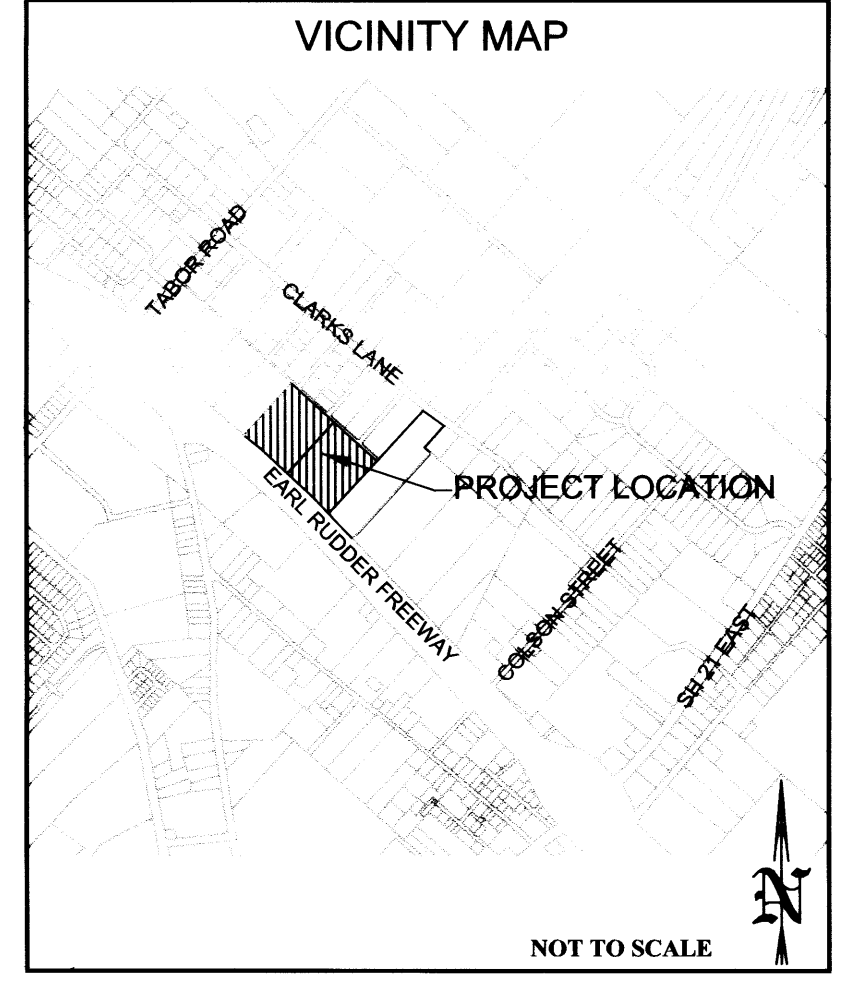 VICINITY MAP
TABOR ROAD
CLARKS LANE
PROJECT LOCATION
EARL RUDDER FREEWAY
COLSON STREET
SH 21 EAST
N
NOT TO SCALE